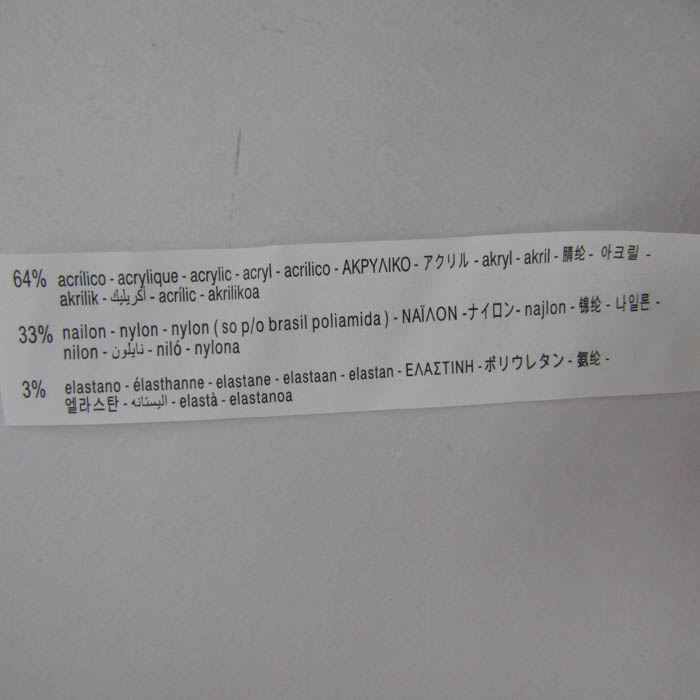 64% acrílico - acrylique - acrylic - acryl - acrilico - ΑΚΡΥΛΙΚΟ - アクリル - akryl - akril - 腈纶 - 아크릴 -
akrilik - أكريليك - acrílic - akrilikoa
33% nailon - nylon - nylon ( so p/o brasil poliamida ) - ΝΑΪΛΟΝ -ナイロン- najlon - 锦纶 - 나일론 -
nilon - نايلون - niló - nylona
3% elastano - élasthanne - elastane - elastaan - elastan - ΕΛΑΣΤΙΝΗ -ポリウレタン - 氨纶 -
엘라스탄 - اليستانه - elastà - elastanoa